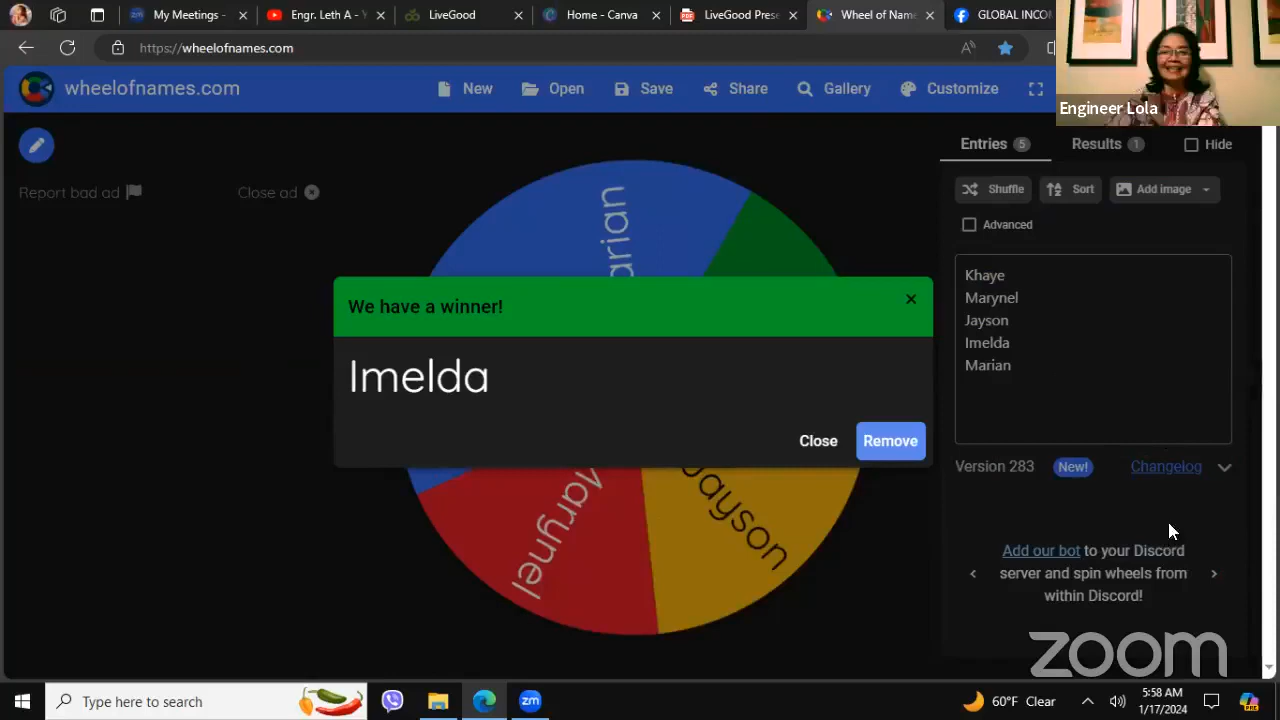 My Meetings -
Engr. Leth A - Y
LiveGood
Home - Canva
LiveGood Prese
Wheel of Name
GLOBAL INCO
https://wheelofnames.com
wheelofnames.com
New
Open
Save
Share
Gallery
Customize
Engineer Lola
Entries 5
Results 1
Hide
Report bad ad
Close ad
Shuffle
Sort
Add image
Advanced
Khaye
Marynel
Jayson
Imelda
Marian
arian
We have a winner!
Imelda
Close
Remove
Marynel
Jayson
Version 283
New!
Changelog
Add our bot to your Discord
server and spin wheels from
within Discord!
zoom
Type here to search
zm
60°F Clear
5:58 AM
1/17/2024